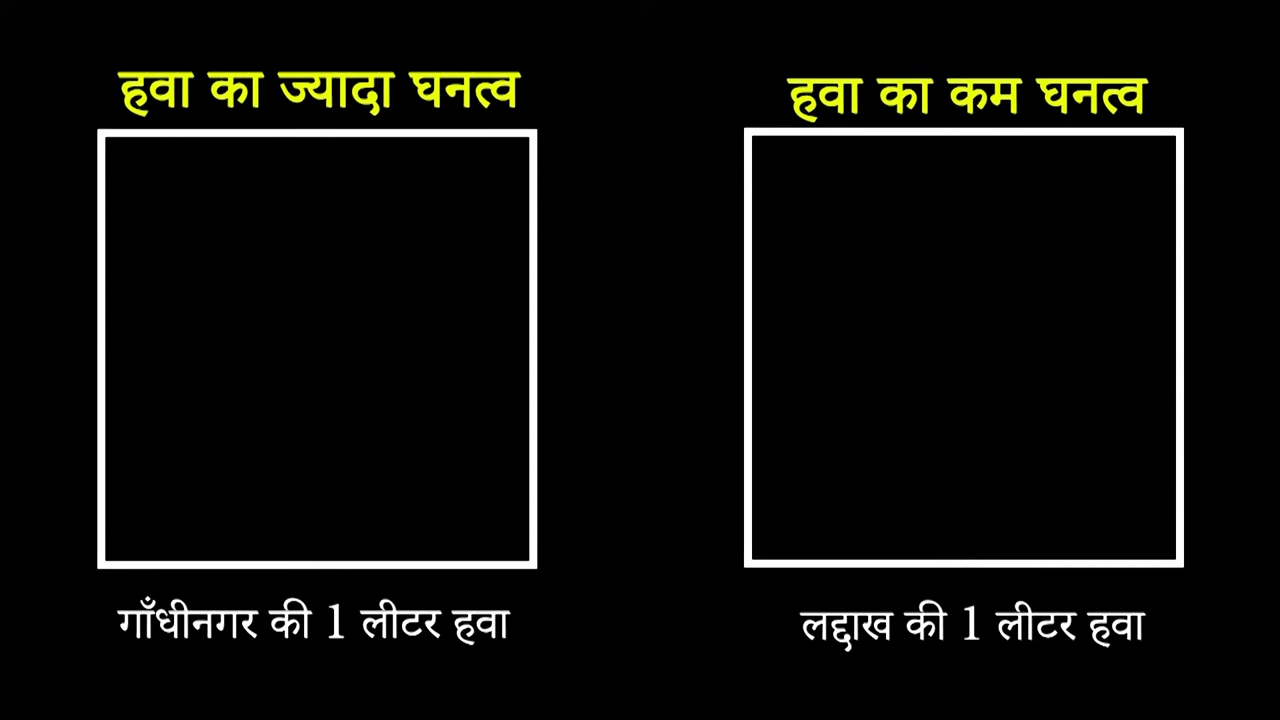 हवा का ज्यादा घनत्व
हवा का कम घनत्व
गाँधीनगर की 1 लीटर हवा
लद्दाख की 1 लीटर हवा